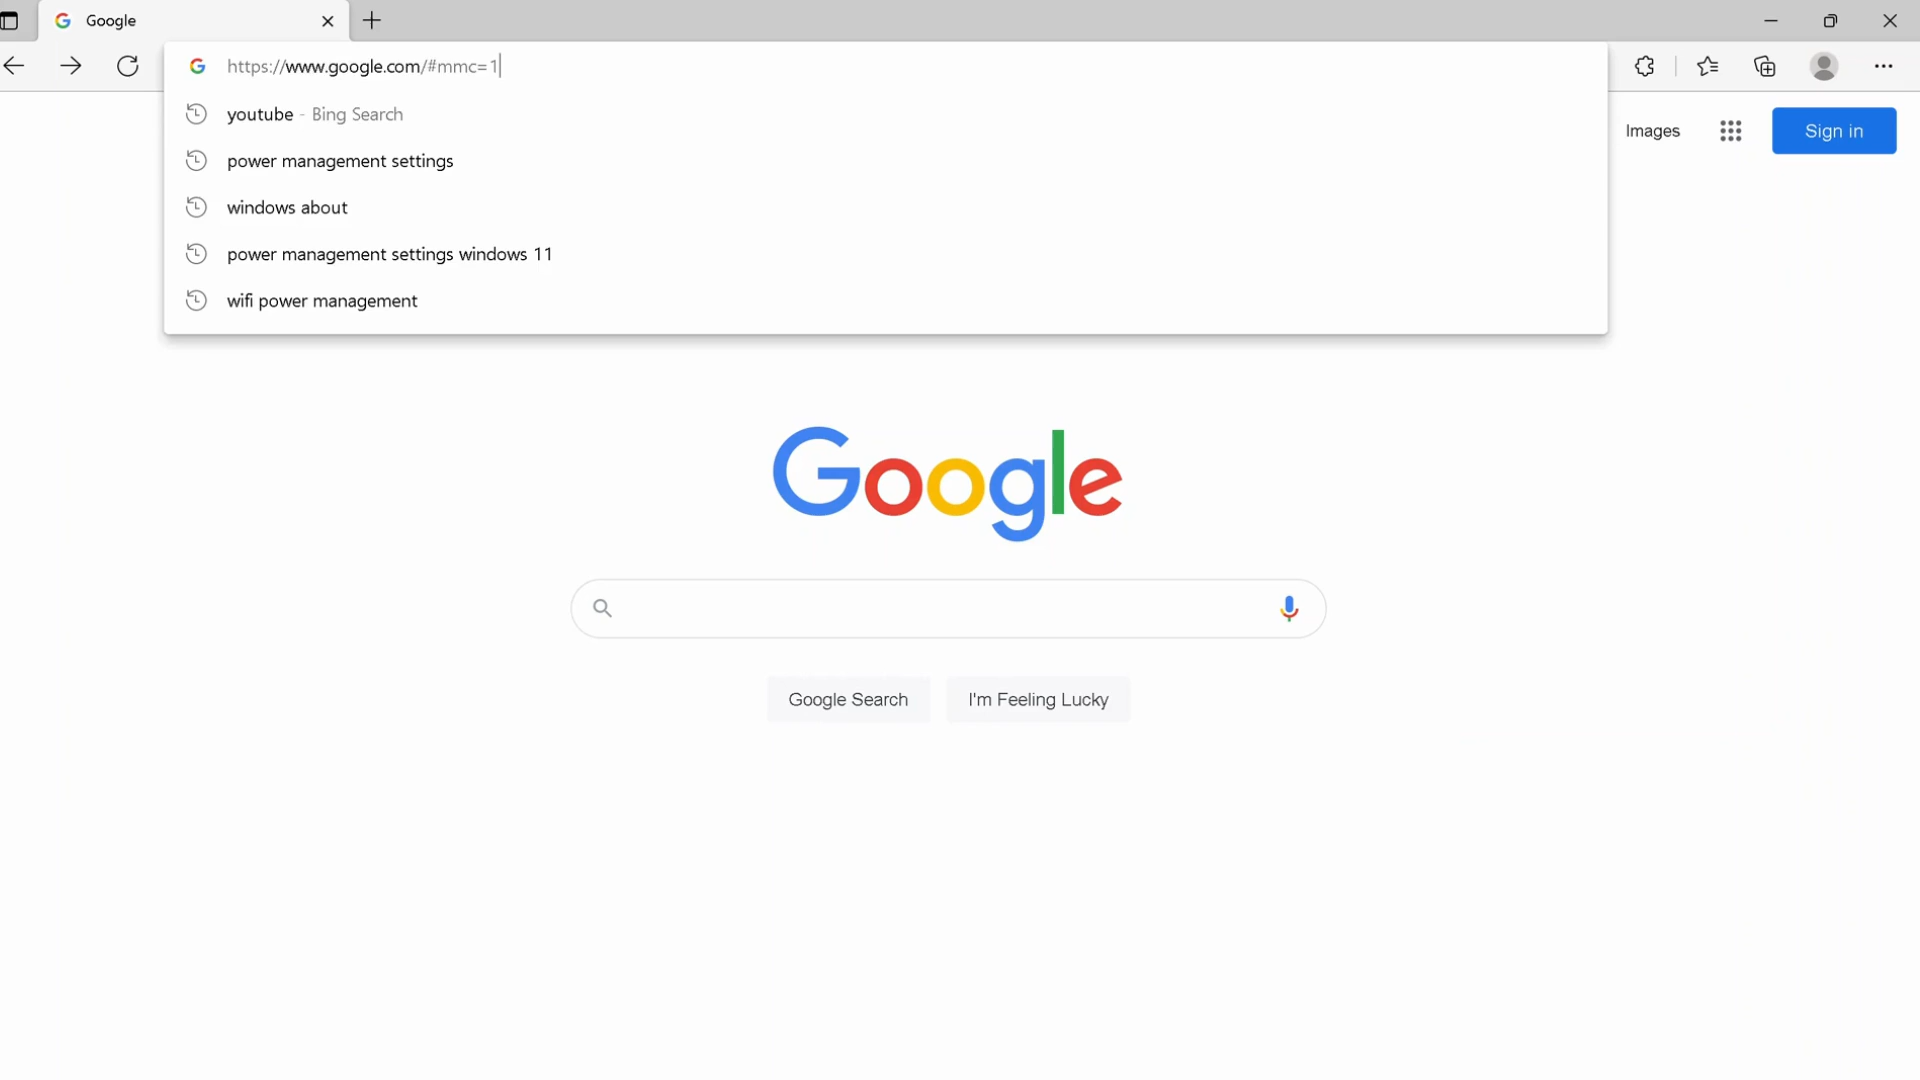 Google
https://www.google.com/#mmc=1
youtube - Bing Search
power management settings
windows about
power management settings windows 11
wifi power management
Images
Sign in
Google
Google Search
I'm Feeling Lucky